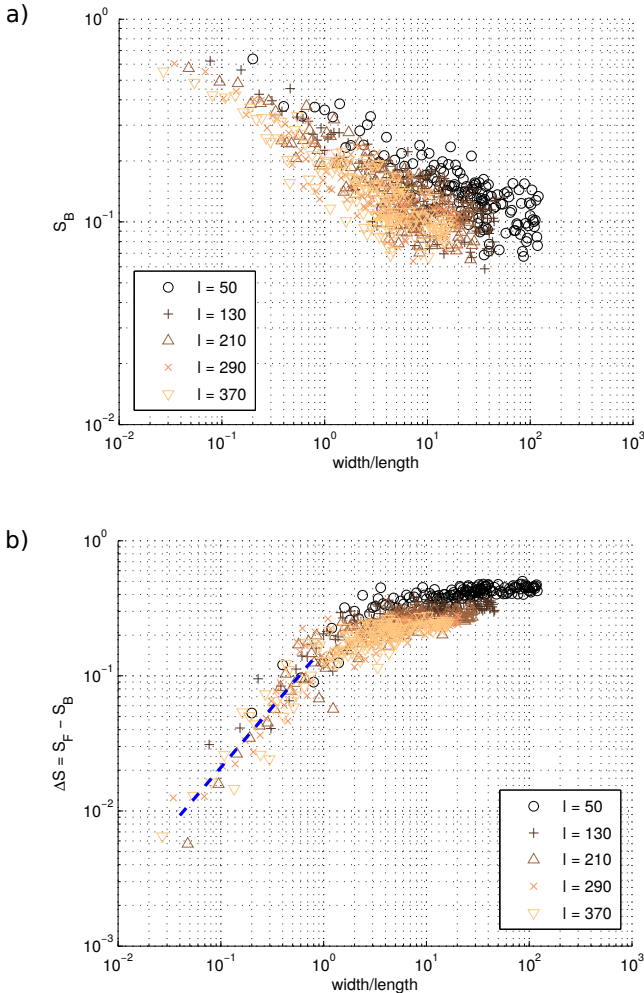 a)
10^0
10^-1
10^-2
S_B
l = 50
l = 130
l = 210
l = 290
l = 370
10^-2 10^-1 10^0 10^1 10^2 10^3
width/length
b)
10^0
10^-1
10^-2
10^-3
ΔS = S_F − S_B
l = 50
l = 130
l = 210
l = 290
l = 370
10^-2 10^-1 10^0 10^1 10^2 10^3
width/length